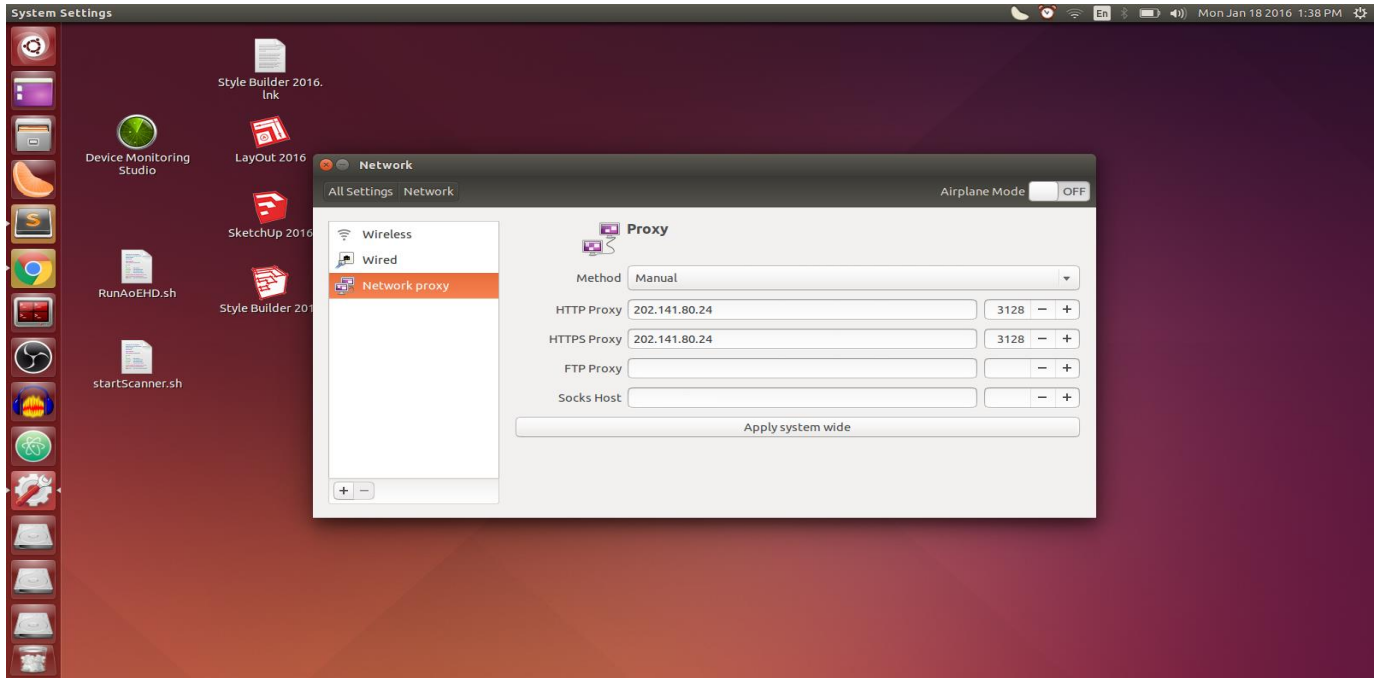 System Settings
En
Mon Jan 18 2016 1:38 PM
Style Builder 2016.
lnk
Device Monitoring
Studio
LayOut 2016
SketchUp 2016
RunAoEHD.sh
Style Builder 201
startScanner.sh
Network
All Settings Network
Airplane Mode OFF
Wireless
Wired
Network proxy
Proxy
Method Manual
HTTP Proxy 202.141.80.24 3128 − +
HTTPS Proxy 202.141.80.24 3128 − +
FTP Proxy − +
Socks Host − +
Apply system wide
+ −
S